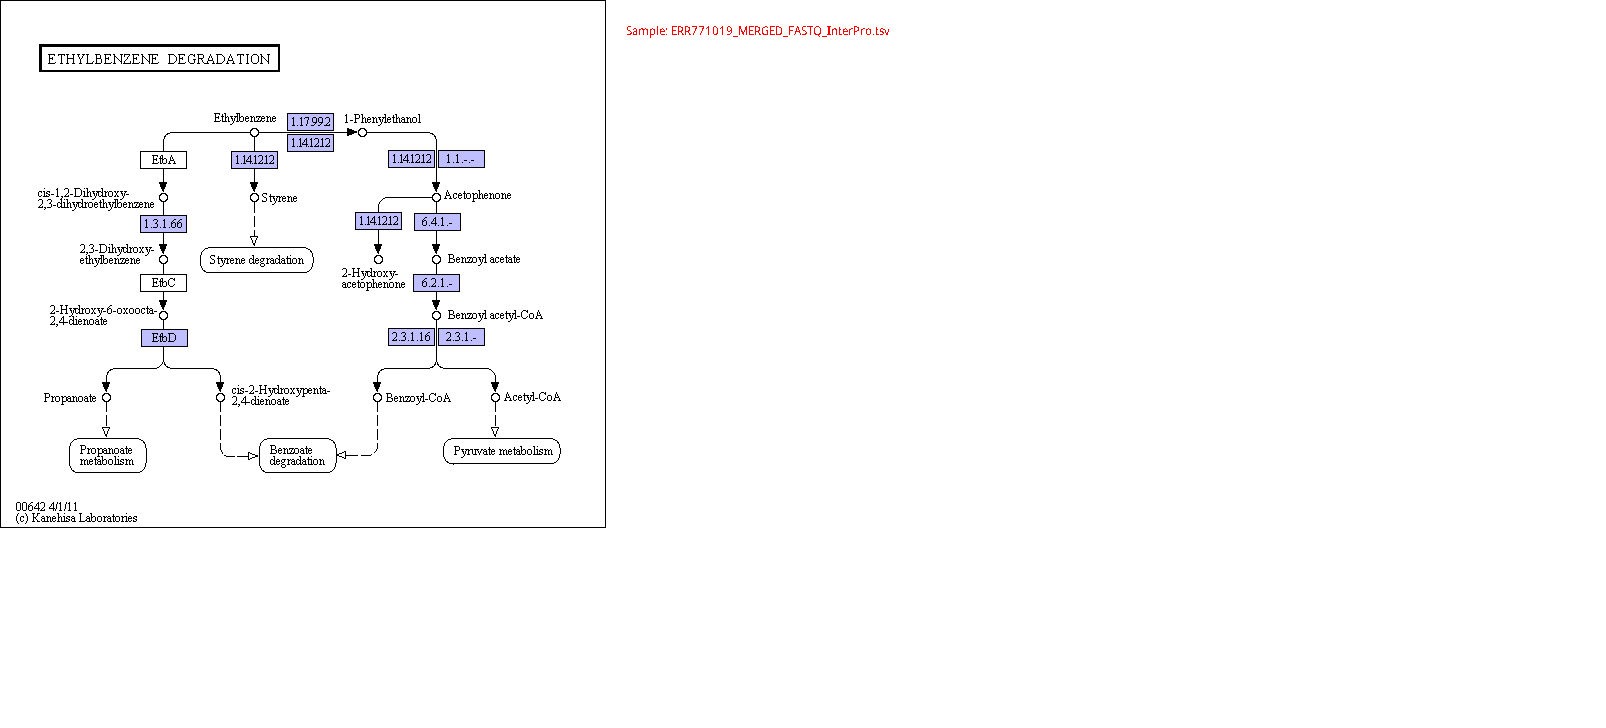 Sample: ERR771019_MERGED_FASTQ_InterPro.tsv
ETHYLBENZENE DEGRADATION
Ethylbenzene
1.17.99.2
1-Phenylethanol
1.14.12.12
EtbA
1.14.12.12
1.14.12.12
1.1.-.-
cis-1,2-Dihydroxy-
2,3-dihydroethylbenzene
Styrene
Acetophenone
1.3.1.66
1.14.12.12
6.4.1.-
2,3-Dihydroxy-
ethylbenzene
Styrene degradation
Benzoyl acetate
2-Hydroxy-
acetophenone
EtbC
6.2.1.-
2-Hydroxy-6-oxoocta-
2,4-dienoate
Benzoyl acetyl-CoA
EtbD
2.3.1.16
2.3.1.-
Propanoate
cis-2-Hydroxypenta-
2,4-dienoate
Benzoyl-CoA
Acetyl-CoA
Propanoate
metabolism
Benzoate
degradation
Pyruvate metabolism
00642 4/1/11
(c) Kanehisa Laboratories